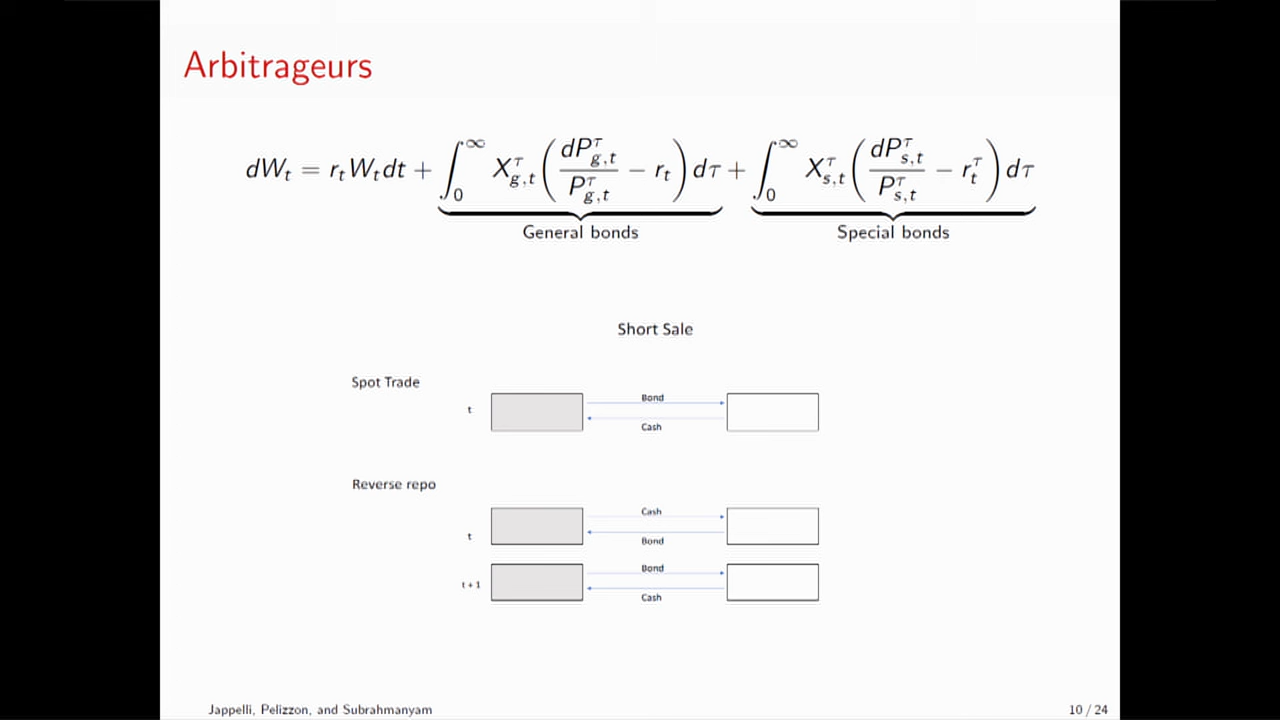 Arbitrageurs
dW_t = r_t W_t dt + ∫_0^∞ X^τ_{g,t} ( dP^τ_{g,t} / P^τ_{g,t} − r_t ) dτ + ∫_0^∞ X^τ_{s,t} ( dP^τ_{s,t} / P^τ_{s,t} − r^τ_t ) dτ
General bonds Special bonds
Short Sale
Spot Trade
Bond
t
Cash
Reverse repo
Cash
t
Bond
Bond
t + 1
Cash
Jappelli, Pelizzon, and Subrahmanyam 10 / 24